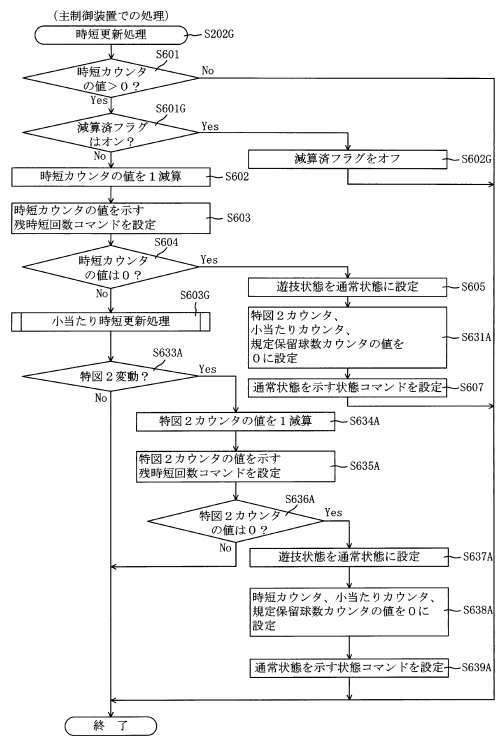 (主制御装置での処理)
時短更新処理
S202G
S601
時短カウンタ
の値>0?
No
Yes
S601G
減算済フラグ
はオン?
Yes
No
減算済フラグをオフ
S602G
時短カウンタの値を1減算
S602
時短カウンタの値を示す
残時短回数コマンドを設定
S603
S604
時短カウンタ
の値は0?
Yes
No
遊技状態を通常状態に設定
S605
S603G
小当たり時短更新処理
特図2カウンタ、
小当たりカウンタ、
規定保留球数カウンタの値を
0に設定
S631A
S633A
特図2変動?
Yes
No
通常状態を示す状態コマンドを設定
S607
特図2カウンタの値を1減算
S634A
特図2カウンタの値を示す
残時短回数コマンドを設定
S635A
S636A
特図2カウンタ
の値は0?
Yes
No
遊技状態を通常状態に設定
S637A
時短カウンタ、小当たりカウンタ、
規定保留球数カウンタの値を0に
設定
S638A
通常状態を示す状態コマンドを設定
S639A
終 了